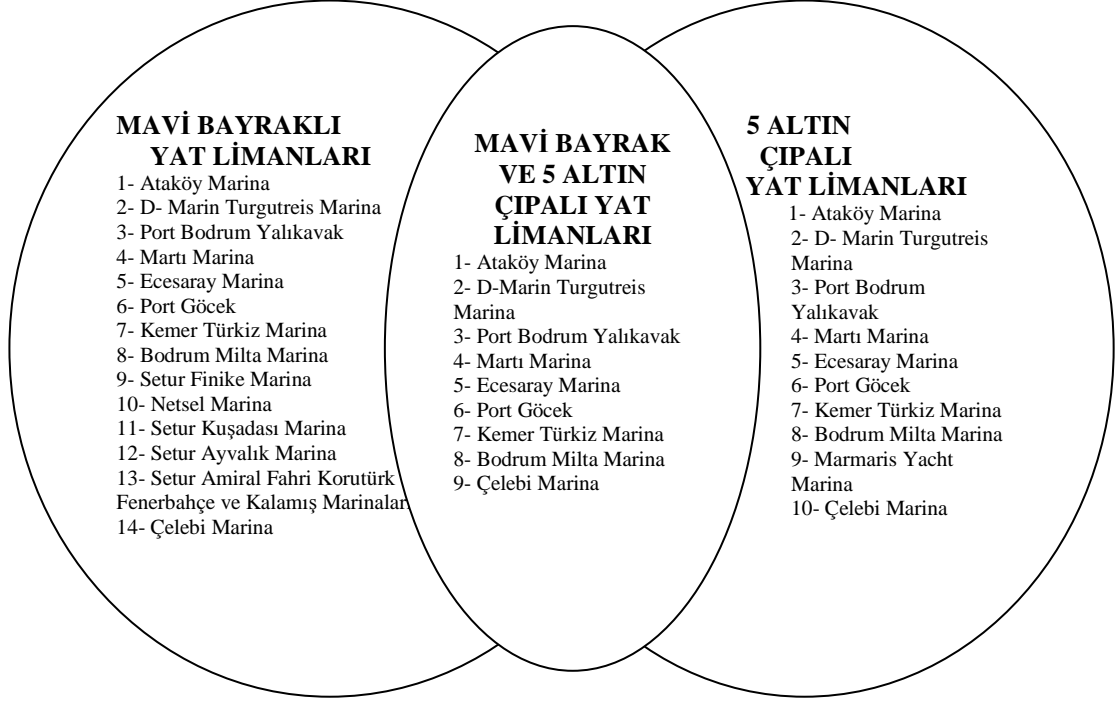 MAVİ BAYRAKLI
YAT LİMANLARI
1- Ataköy Marina
2- D- Marin Turgutreis Marina
3- Port Bodrum Yalıkavak
4- Martı Marina
5- Ecesaray Marina
6- Port Göcek
7- Kemer Türkiz Marina
8- Bodrum Milta Marina
9- Setur Finike Marina
10- Netsel Marina
11- Setur Kuşadası Marina
12- Setur Ayvalık Marina
13- Setur Amiral Fahri Korutürk
Fenerbahçe ve Kalamış Marinalar
14- Çelebi Marina
MAVİ BAYRAK
VE 5 ALTIN
ÇIPALI YAT
LİMANLARI
1- Ataköy Marina
2- D-Marin Turgutreis
Marina
3- Port Bodrum Yalıkavak
4- Martı Marina
5- Ecesaray Marina
6- Port Göcek
7- Kemer Türkiz Marina
8- Bodrum Milta Marina
9- Çelebi Marina
5 ALTIN
ÇIPALI
YAT LİMANLARI
1- Ataköy Marina
2- D- Marin Turgutreis
Marina
3- Port Bodrum
Yalıkavak
4- Martı Marina
5- Ecesaray Marina
6- Port Göcek
7- Kemer Türkiz Marina
8- Bodrum Milta Marina
9- Marmaris Yacht
Marina
10- Çelebi Marina